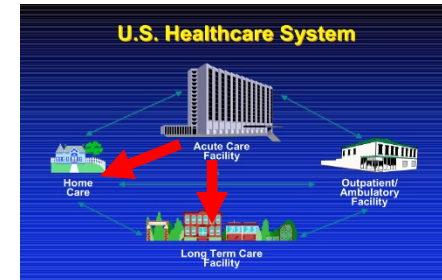 U.S. Healthcare System
Acute Care
Facility
Home
Care
Outpatient/
Ambulatory
Facility
Long Term Care
Facility